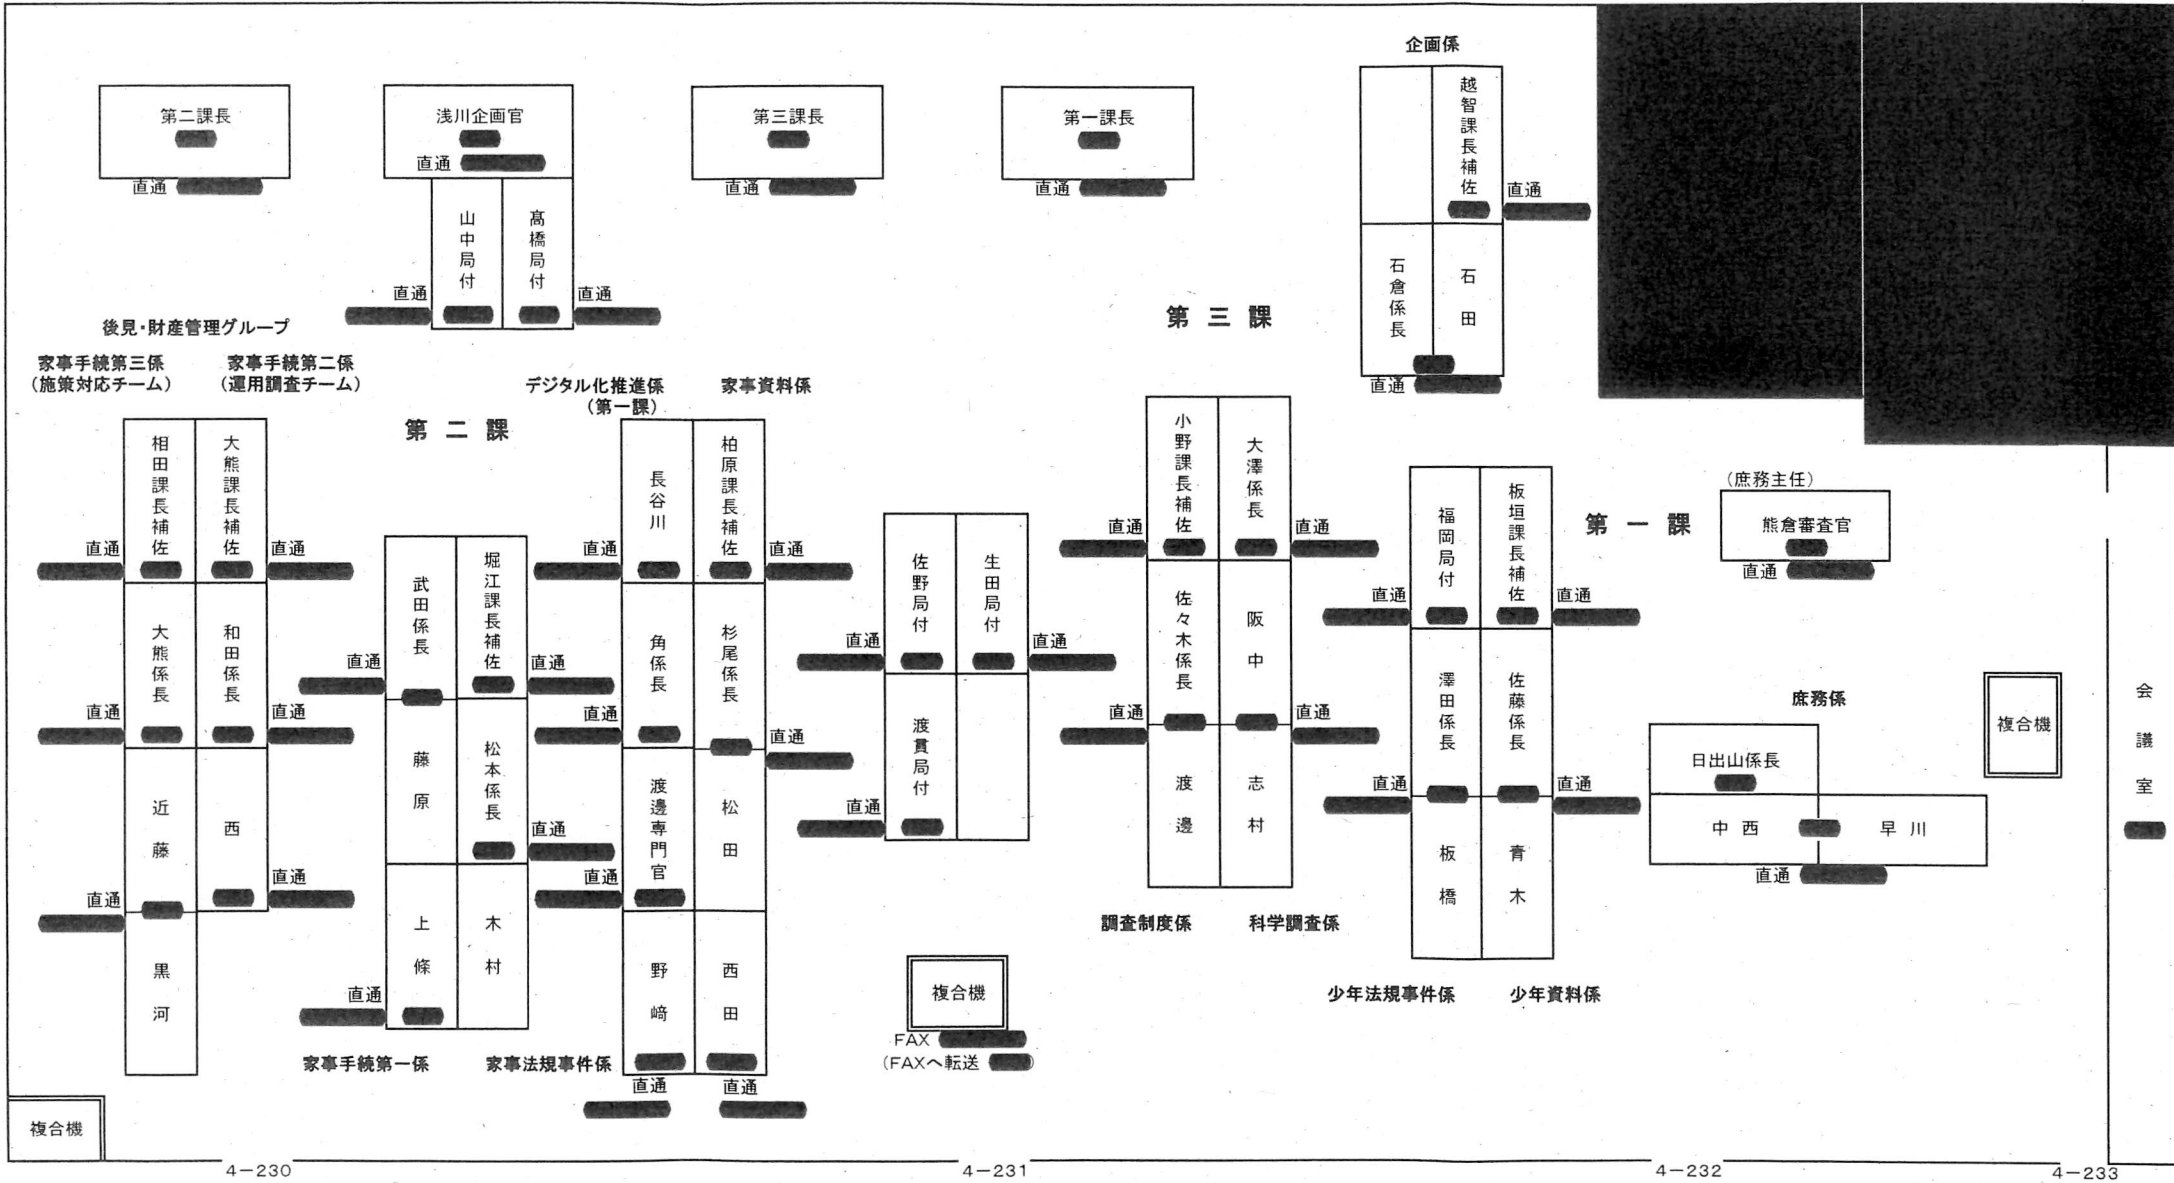 企画係
第二課長
直通
浅川企画官
直通
第三課長
直通
第一課長
直通
越智課長補佐
直通
石倉係長
石田
直通
山中局付
直通
髙橋局付
直通
後見・財産管理グループ
家事手続第三係
(施策対応チーム)
家事手続第二係
(運用調査チーム)
第二課
デジタル化推進係
(第一課)
家事資料係
第三課
第一課
相田課長補佐
直通
大熊課長補佐
直通
大熊係長
直通
和田係長
直通
近藤
直通
西
直通
黒河
武田係長
直通
堀江課長補佐
直通
藤原
松本係長
直通
上條
直通
木村
家事手続第一係
家事法規事件係
長谷川
直通
柏原課長補佐
直通
角係長
直通
杉尾係長
直通
渡邊専門官
直通
松田
野﨑
直通
西田
直通
佐野局付
直通
生田局付
直通
渡貫局付
直通
複合機
FAX
(FAXへ転送 )
小野課長補佐
直通
大澤係長
直通
佐々木係長
直通
阪中
直通
渡邊
志村
調査制度係
科学調査係
福岡局付
直通
板垣課長補佐
直通
澤田係長
直通
佐藤係長
直通
板橋
青木
少年法規事件係
少年資料係
(庶務主任)
熊倉審査官
直通
庶務係
日出山係長
中西
早川
直通
複合機
会議室
複合機
4-230
4-231
4-232
4-233